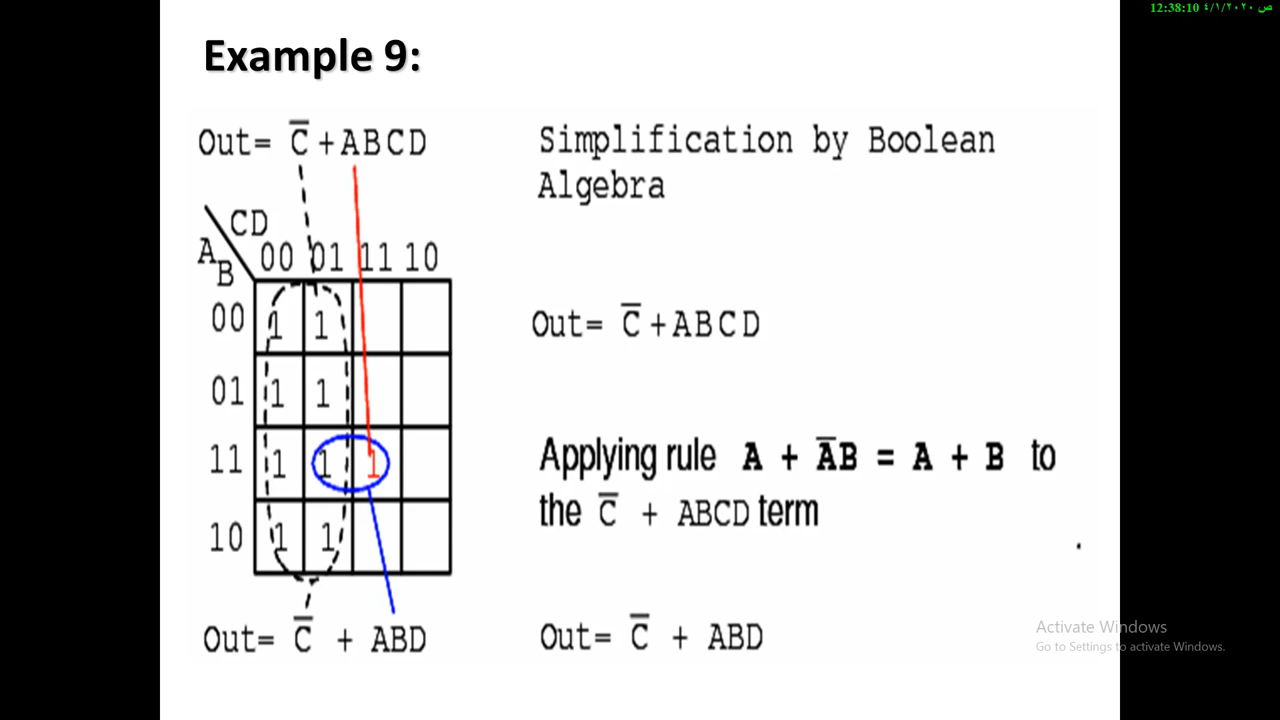 12:38:10 ٤/١/٢٠٢٠ ص
Example 9:
Out= C̅ +ABCD
Simplification by Boolean
Algebra
CD
A
B
00 01 11 10
00 1 1
01 1 1
11 1 1 1
10 1 1
Out= C̅ + ABD
Out= C̅ +ABCD
Applying rule A + A̅B = A + B to
the C̅ + ABCD term
Out= C̅ + ABD
Activate Windows
Go to Settings to activate Windows.